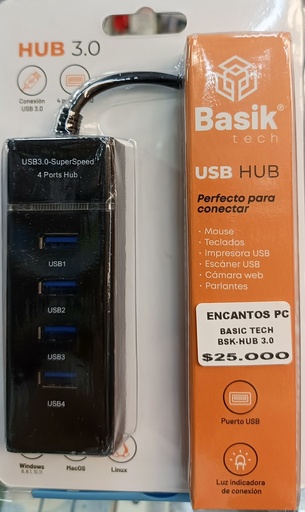 HUB 3.0
Conexión
USB 3.0
USB3.0-SuperSpeed
4 Ports Hub
USB1
USB2
USB3
USB4
Windows
MacOS
Linux
Basik®
tech
USB HUB
Perfecto para
conectar
· Mouse
· Teclados
· Impresora USB
· Escáner USB
· Cámara web
· Parlantes
ENCANTOS PC
BASIC TECH
BSK-HUB 3.0
$25.000
Puerto USB
Luz indicadora
de conexión